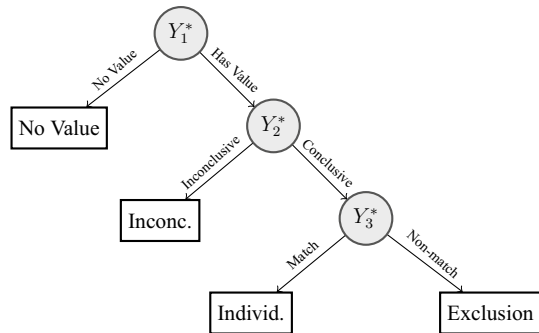 Y₁*
No Value
Has Value
No Value
Y₂*
Inconclusive
Conclusive
Inconc.
Y₃*
Match
Non-match
Individ.
Exclusion